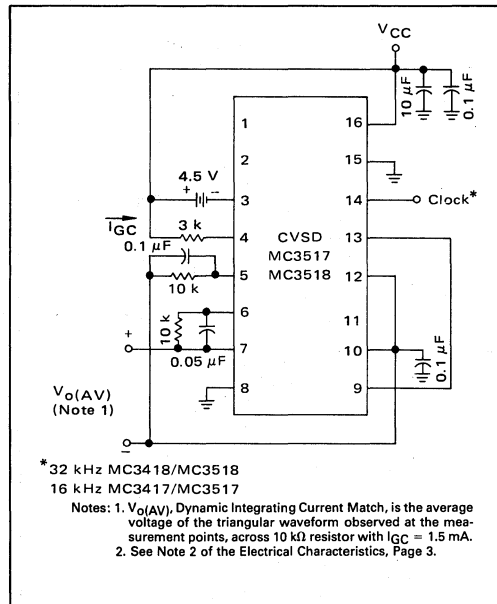 VCC
10 μF
0.1 μF
1
16
2
15
4.5 V
+
−
3
14
Clock*
IGC
3 k
4
CVSD
MC3517
MC3518
13
0.1 μF
10 k
5
12
6
11
10 k
0.05 μF
+
7
10
0.1 μF
8
9
Vo(AV)
(Note 1)
−
*32 kHz MC3418/MC3518
16 kHz MC3417/MC3517
Notes: 1. Vo(AV), Dynamic Integrating Current Match, is the average
voltage of the triangular waveform observed at the mea-
surement points, across 10 kΩ resistor with IGC = 1.5 mA.
2. See Note 2 of the Electrical Characteristics, Page 3.